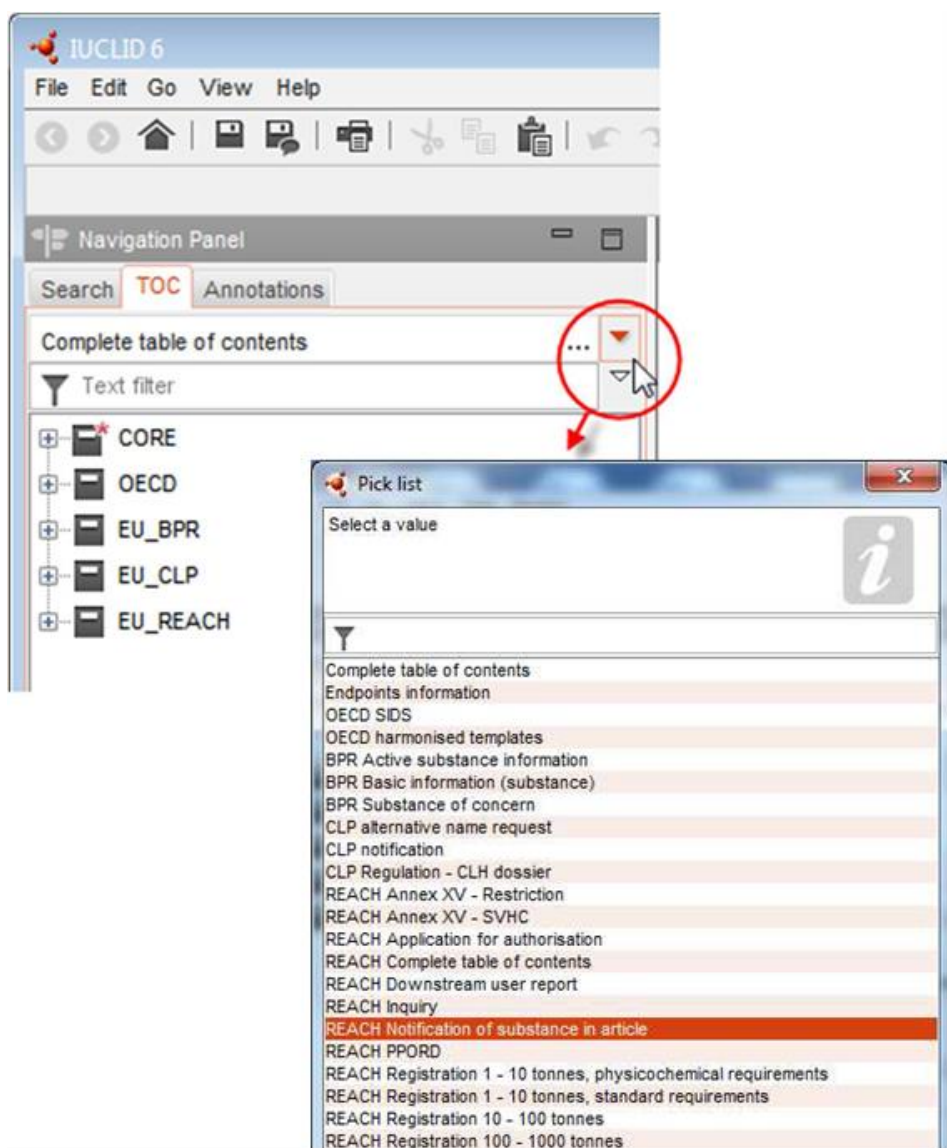 IUCLID 6
File Edit Go View Help
Navigation Panel
Search TOC Annotations
Complete table of contents ...
Text filter
CORE
OECD
EU_BPR
EU_CLP
EU_REACH
Pick list
Select a value
Complete table of contents
Endpoints information
OECD SIDS
OECD harmonised templates
BPR Active substance information
BPR Basic information (substance)
BPR Substance of concern
CLP alternative name request
CLP notification
CLP Regulation - CLH dossier
REACH Annex XV - Restriction
REACH Annex XV - SVHC
REACH Application for authorisation
REACH Complete table of contents
REACH Downstream user report
REACH Inquiry
REACH Notification of substance in article
REACH PPORD
REACH Registration 1 - 10 tonnes, physicochemical requirements
REACH Registration 1 - 10 tonnes, standard requirements
REACH Registration 10 - 100 tonnes
REACH Registration 100 - 1000 tonnes